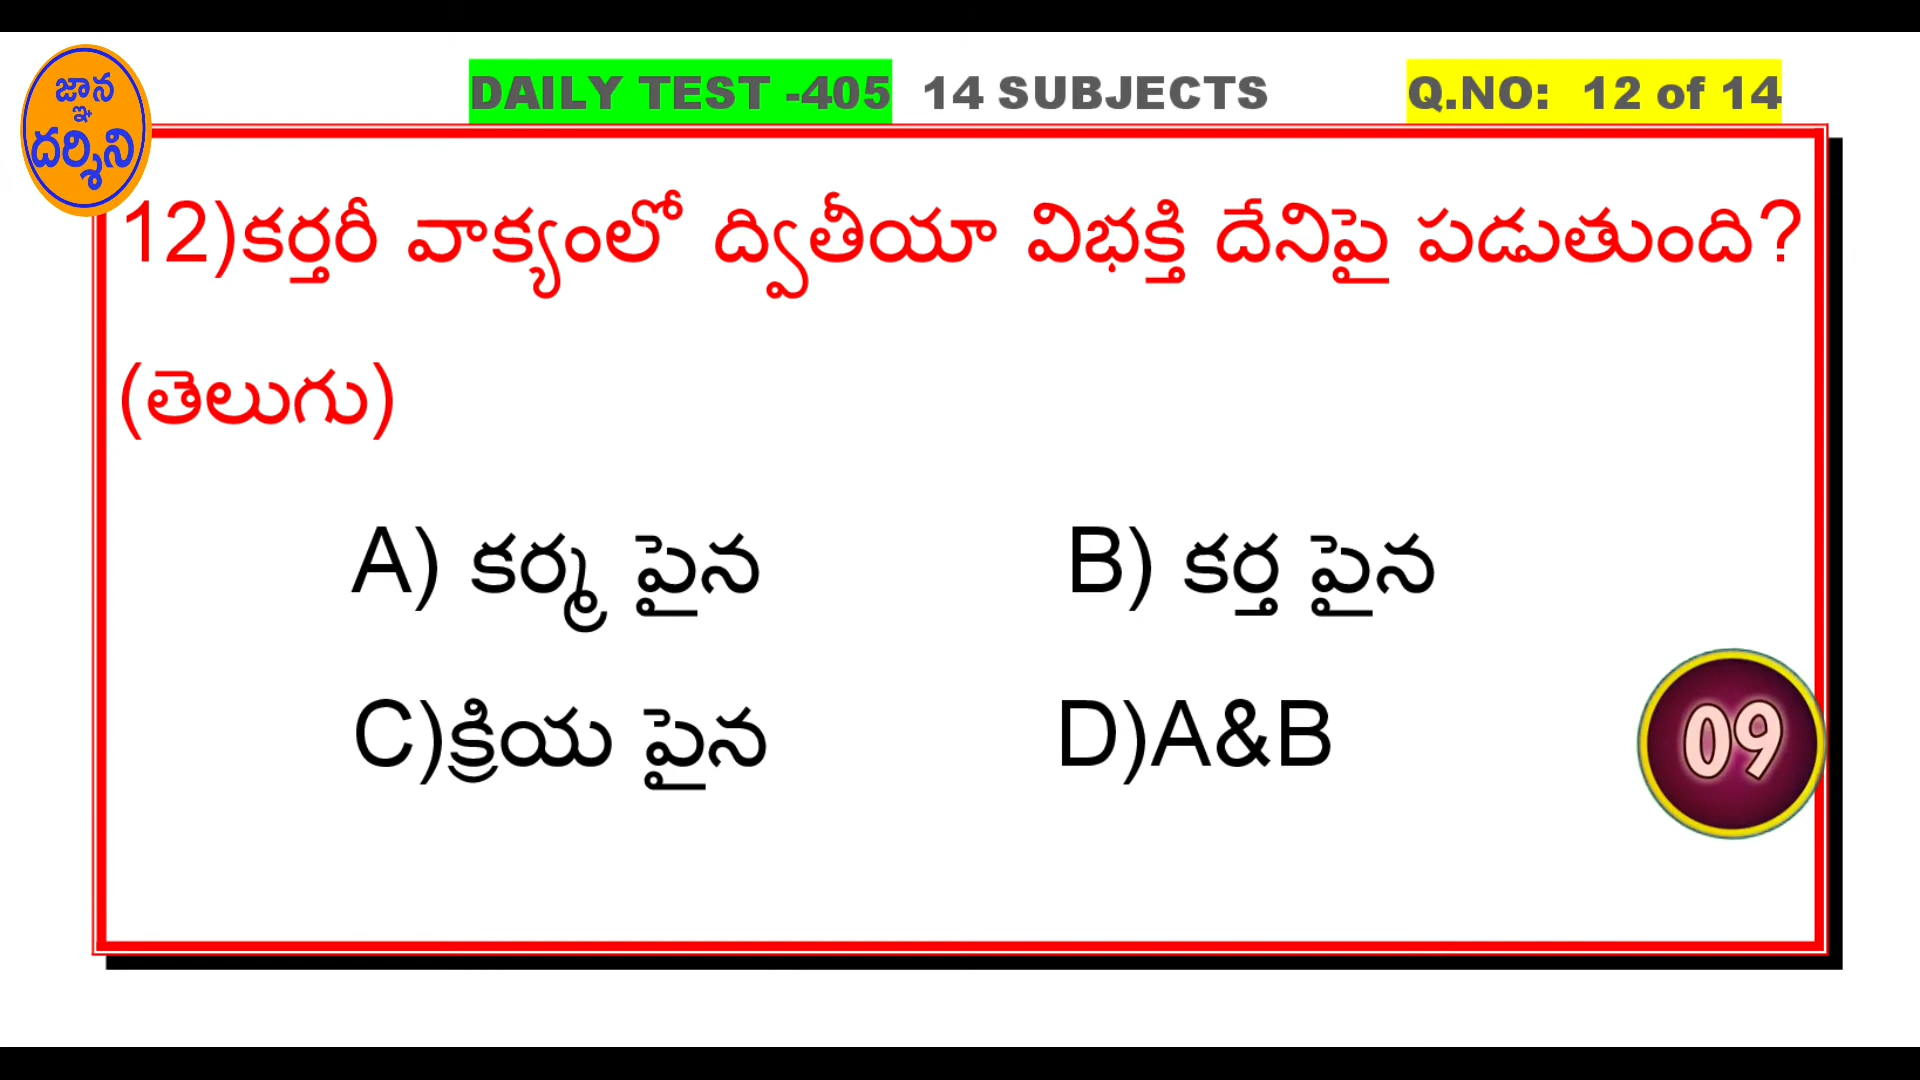 జ్ఞాన
జ్ఞ
దర్శిని
DAILY TEST -405 14 SUBJECTS Q.NO: 12 of 14
12)కర్తరీ వాక్యంలో ద్వితీయా విభక్తి దేనిపై పడుతుంది?
(తెలుగు)
A) కర్మ పైన B) కర్త పైన
C)క్రియ పైన D)A&B
09